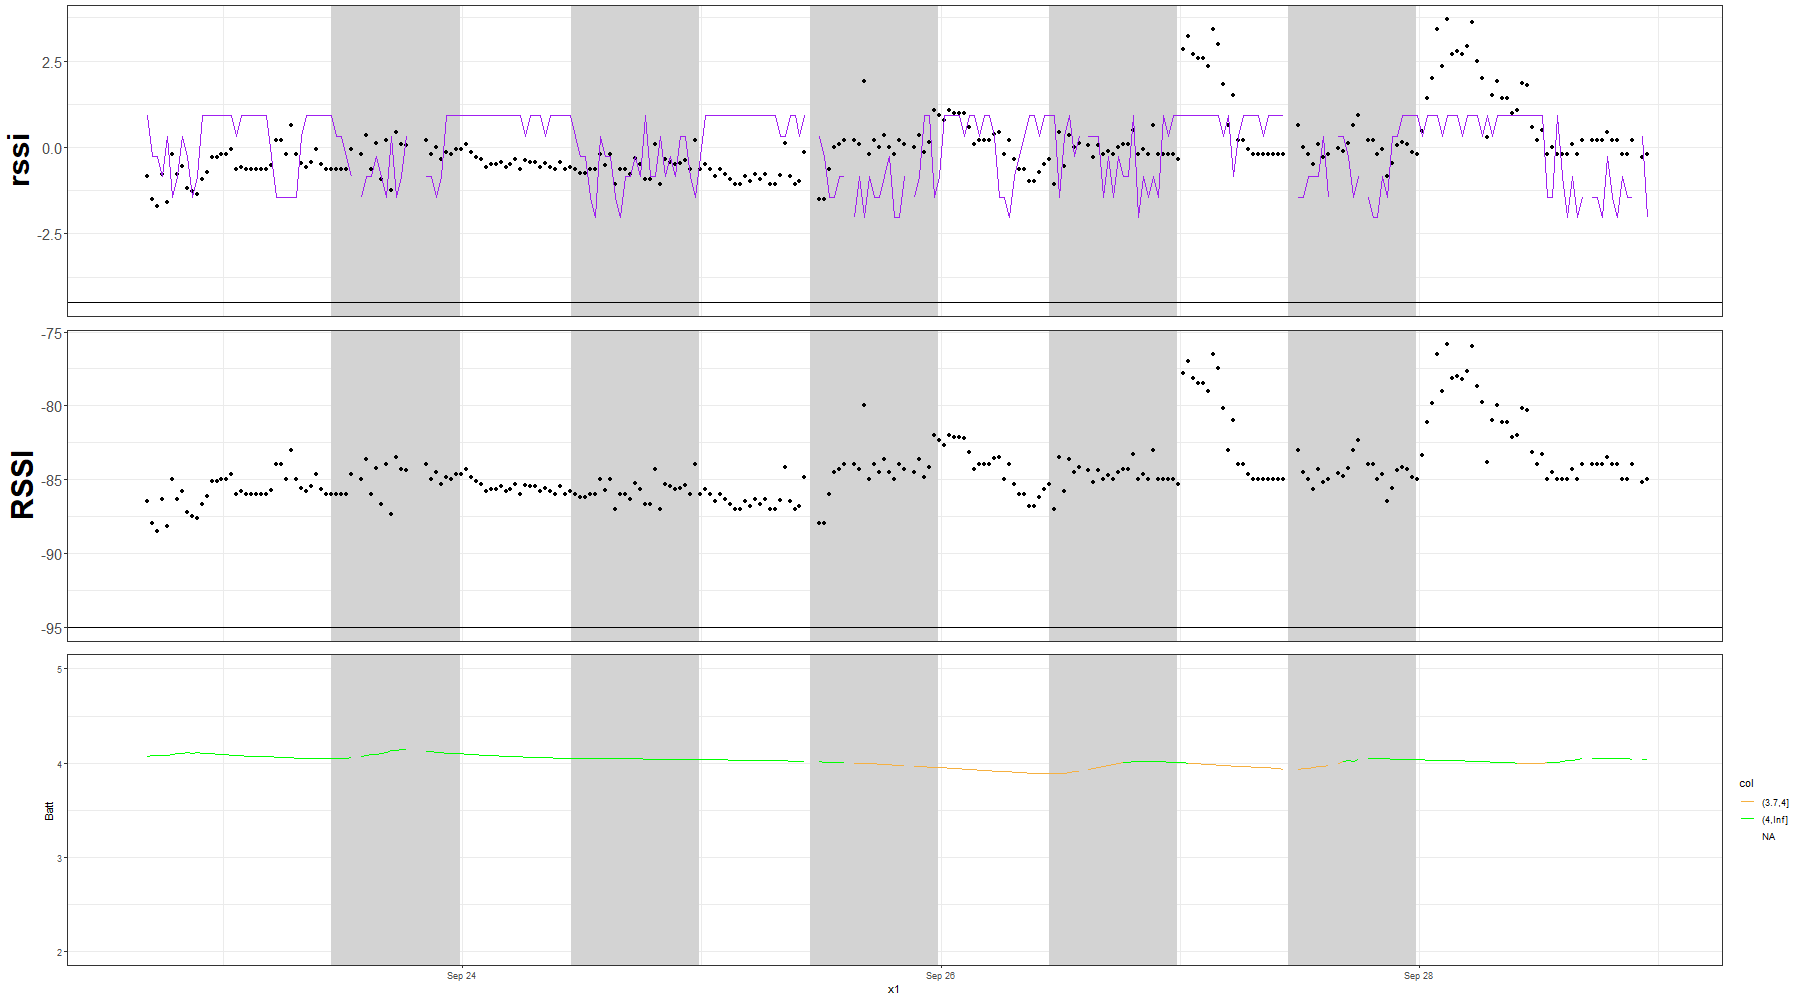 rssi
2.5
0.0
-2.5
RSSI
-75
-80
-85
-90
-95
Batt
5
4
3
2
Sep 24
Sep 26
Sep 28
x1
col
(3.7,4]
(4,Inf]
NA